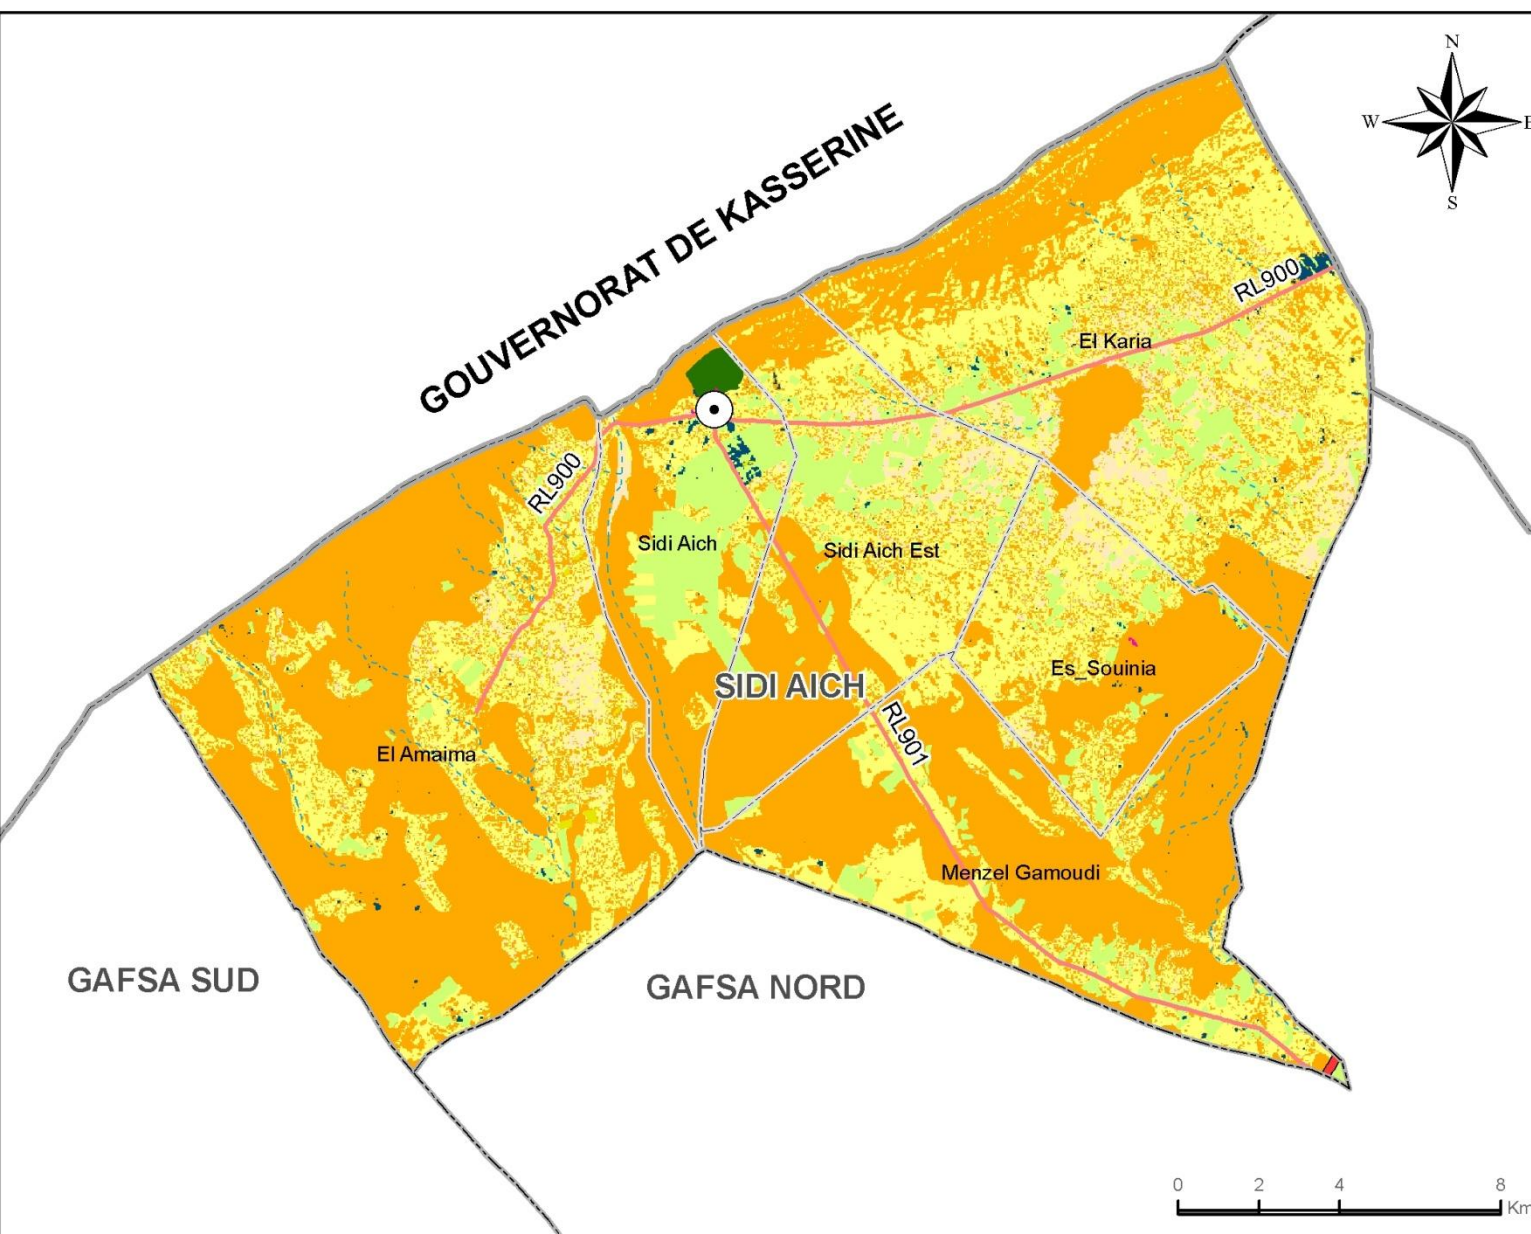 N
W
E
S
GOUVERNORAT DE KASSERINE
RL900
El Karia
RL900
Sidi Aich
Sidi Aich Est
Es_Souinia
SIDI AICH
RL901
El Amaima
Menzel Gamoudi
GAFSA SUD
GAFSA NORD
0 2 4 8
Km